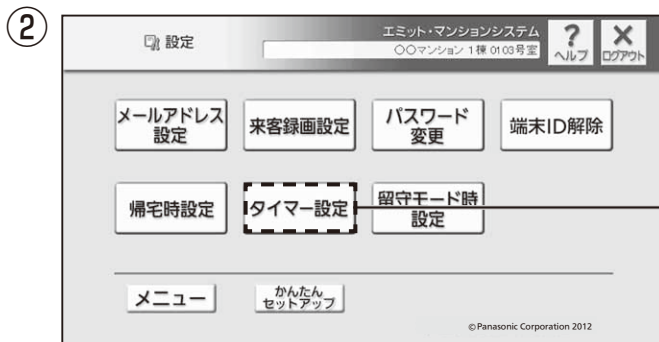 ②
設定
エミット・マンションシステム
〇〇マンション 1棟 0103号室
?
ヘルプ
×
ログアウト
メールアドレス
設定
来客録画設定
パスワード
変更
端末ID解除
帰宅時設定
タイマー設定
留守モード時
設定
メニュー
かんたん
セットアップ
©Panasonic Corporation 2012